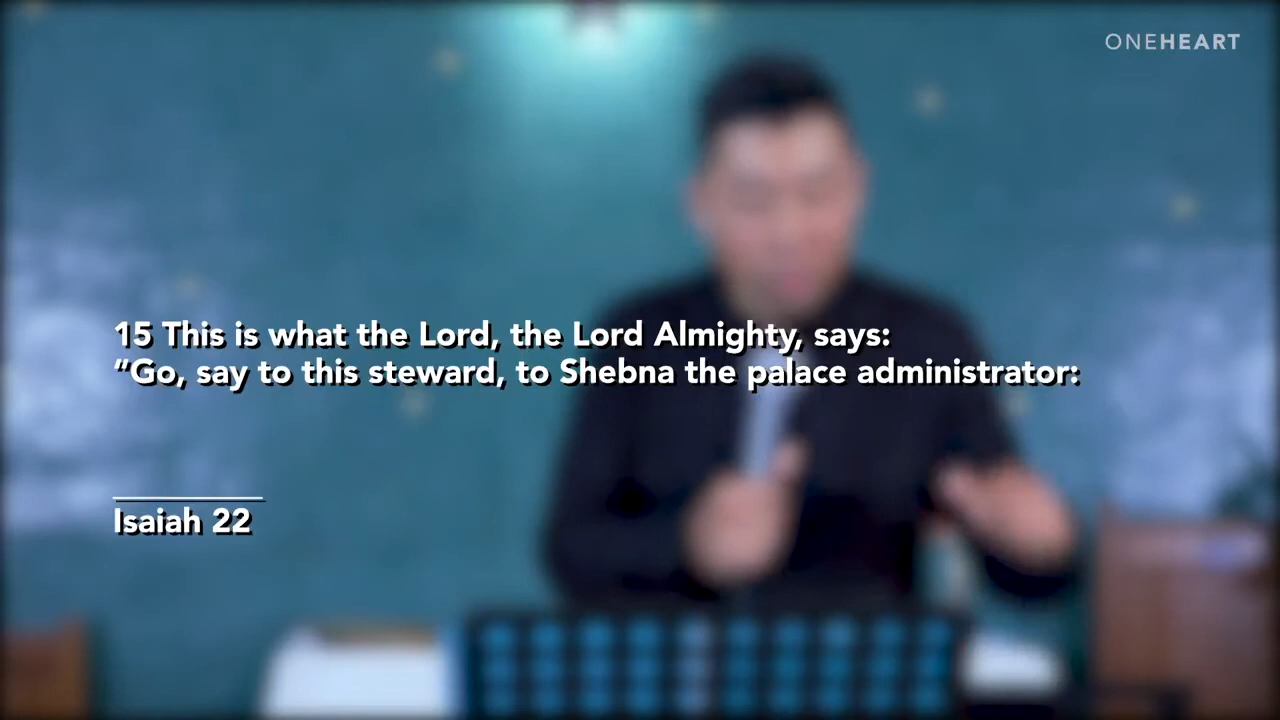 ONEHEART
15 This is what the Lord, the Lord Almighty, says:
"Go, say to this steward, to Shebna the palace administrator:
Isaiah 22